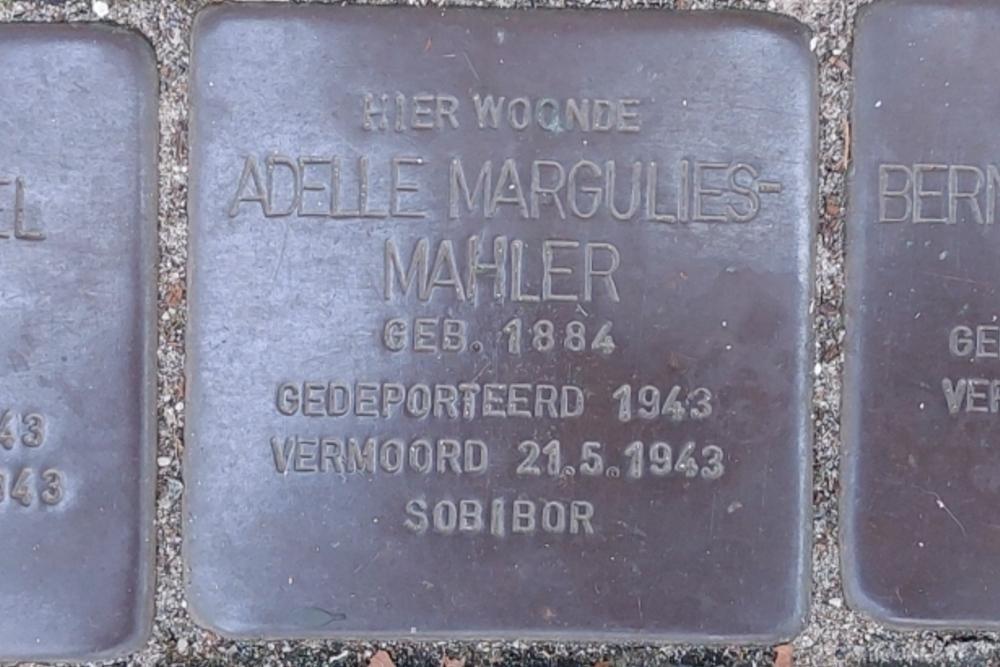 HIER WOONDE
ADELLE MARGULIES-
MAHLER
GEB. 1884
GEDEPORTEERD 1943
VERMOORD 21.5.1943
SOBIBOR